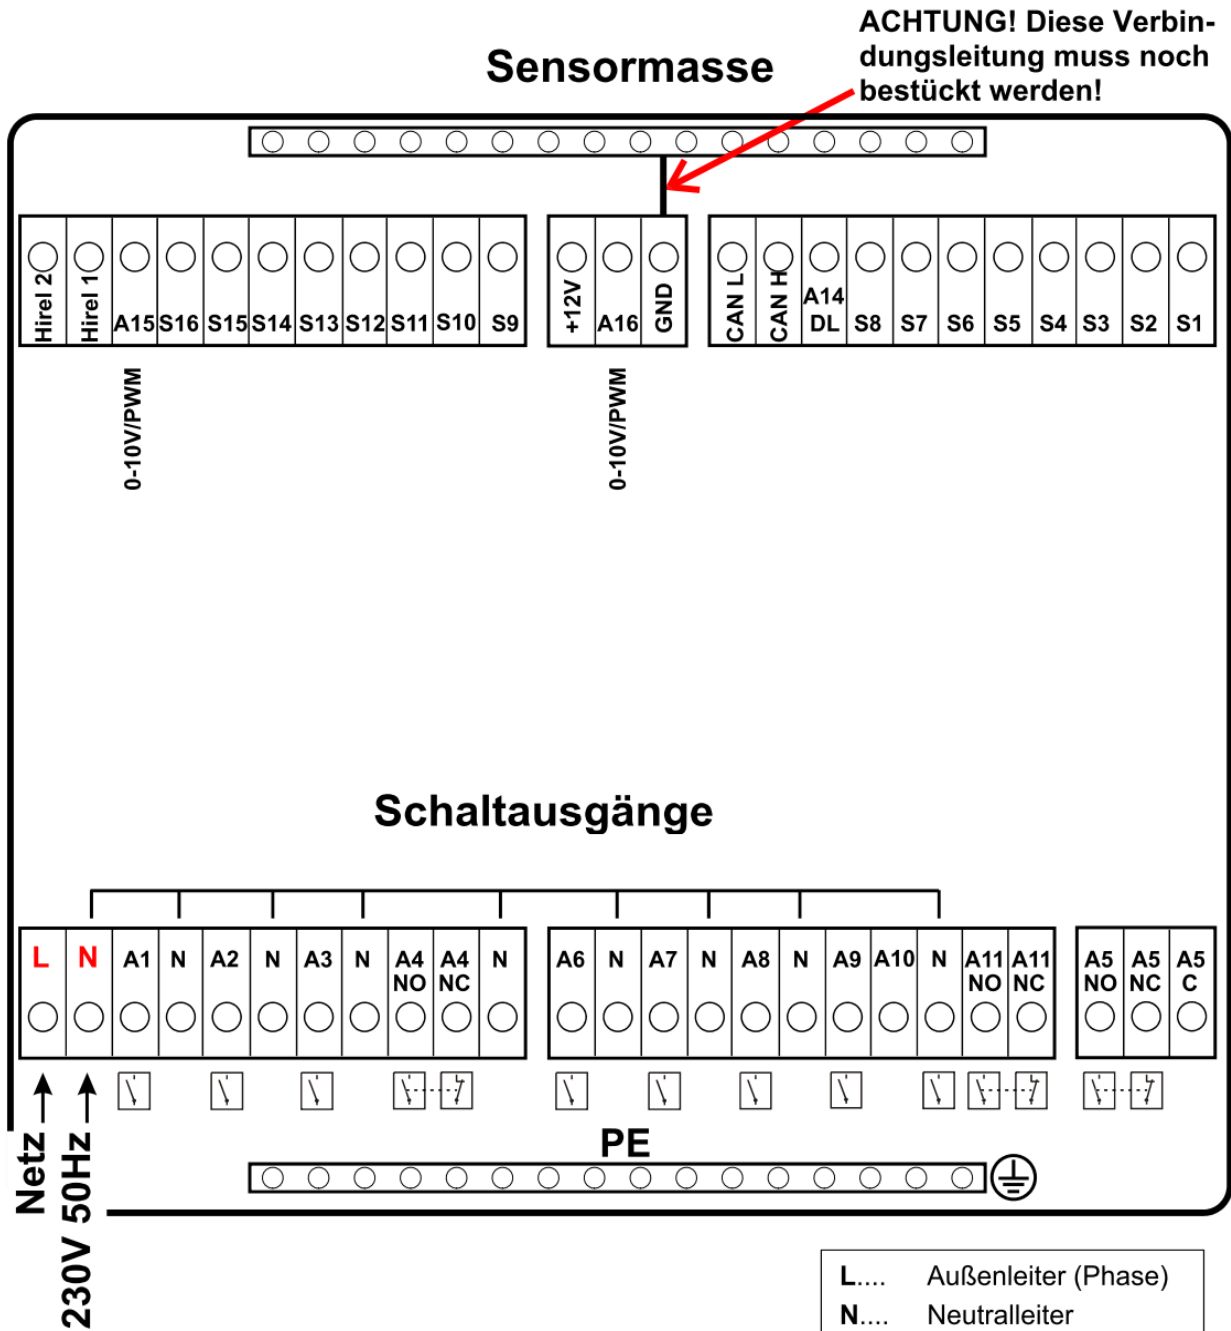 ACHTUNG! Diese Verbin-
dungsleitung muss noch
bestückt werden!
Sensormasse
Hirel 2 Hirel 1 A15 S16 S15 S14 S13 S12 S11 S10 S9
+12V A16 GND
CAN L CAN H A14 DL S8 S7 S6 S5 S4 S3 S2 S1
0-10V/PWM
0-10V/PWM
Schaltausgänge
L N A1 N A2 N A3 N A4 NO A4 NC N
A6 N A7 N A8 N A9 A10 N A11 NO A11 NC
A5 NO A5 NC A5 C
Netz
230V 50Hz
PE
L.... Außenleiter (Phase)
N.... Neutralleiter